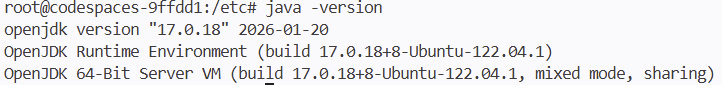 root@codespaces-9ffdd1:/etc# java -version
openjdk version "17.0.18" 2026-01-20
OpenJDK Runtime Environment (build 17.0.18+8-Ubuntu-122.04.1)
OpenJDK 64-Bit Server VM (build 17.0.18+8-Ubuntu-122.04.1, mixed mode, sharing)